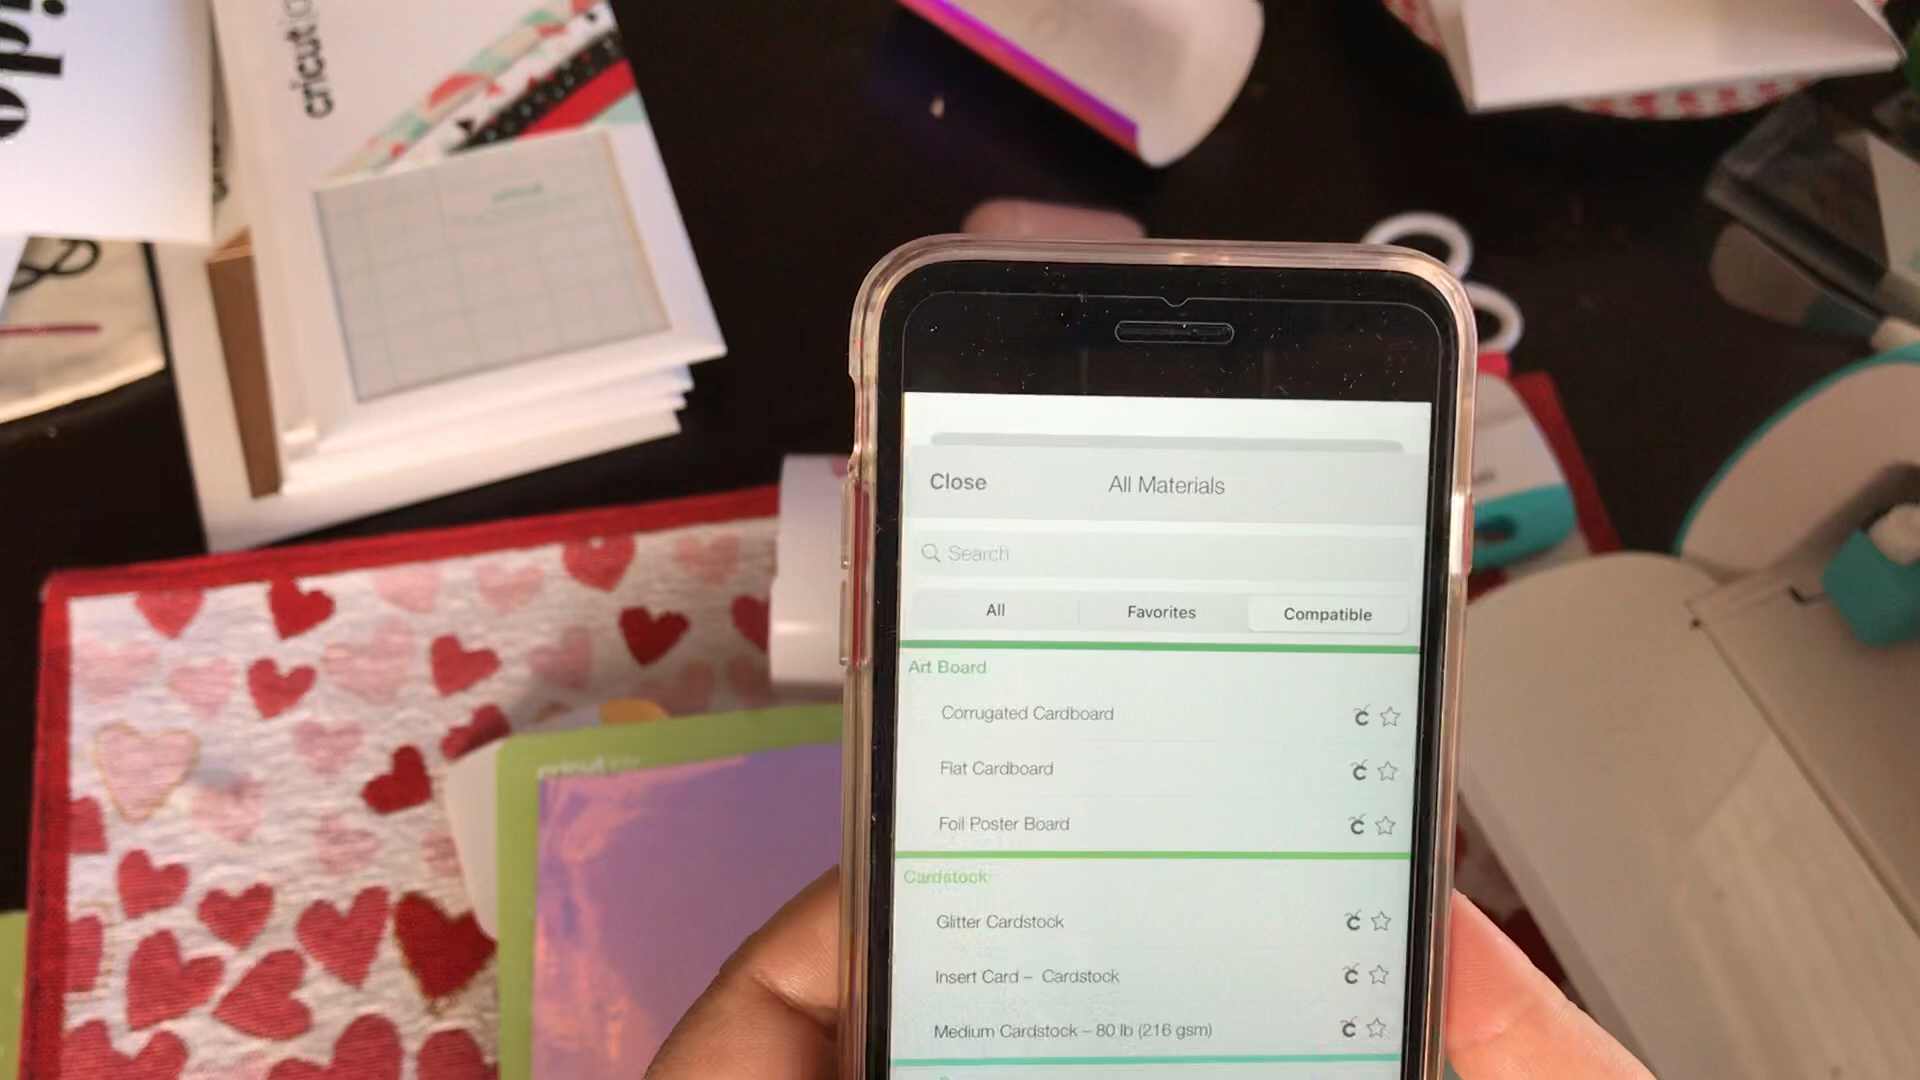 cricut
Close
All Materials
Search
All
Favorites
Compatible
Art Board
Corrugated Cardboard
Flat Cardboard
Foil Poster Board
Cardstock
Glitter Cardstock
Insert Card – Cardstock
Medium Cardstock – 80 lb (216 gsm)
cricut